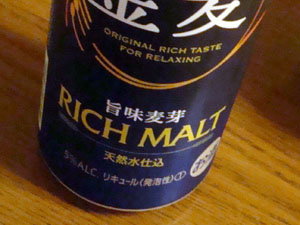 金麦
ORIGINAL RICH TASTE
FOR RELAXING
旨味麦芽
RICH MALT
天然水仕込
5%ALC. リキュール(発泡性)①